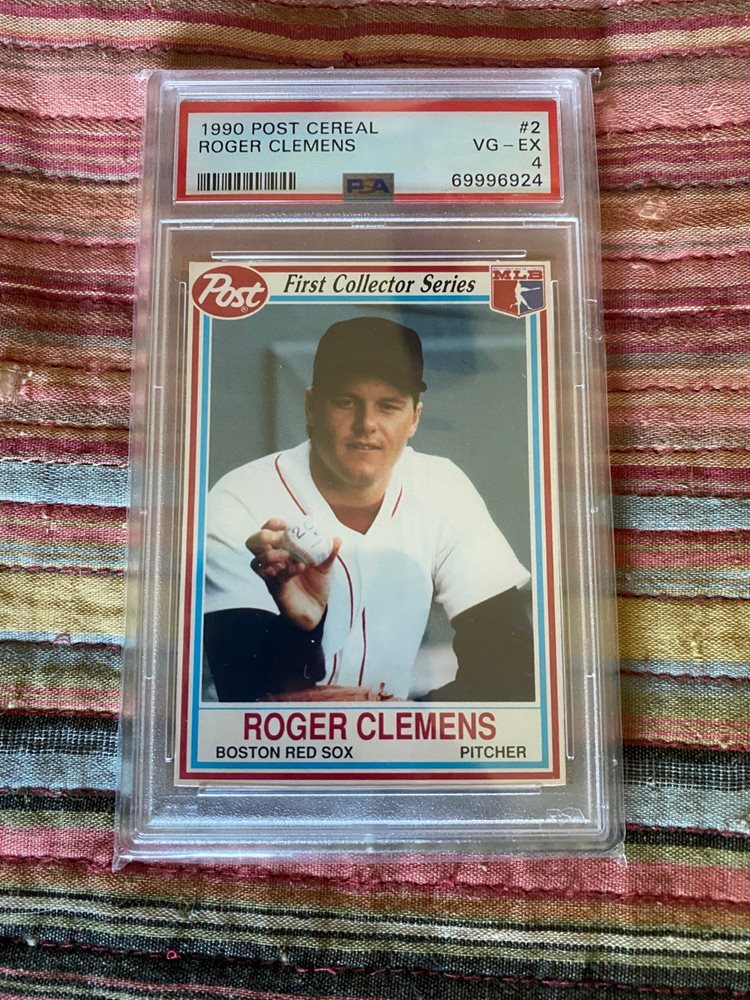 1990 POST CEREAL #2
ROGER CLEMENS VG - EX
4
PSA 69996924
Post® First Collector Series MLB
ROGER CLEMENS
BOSTON RED SOX PITCHER